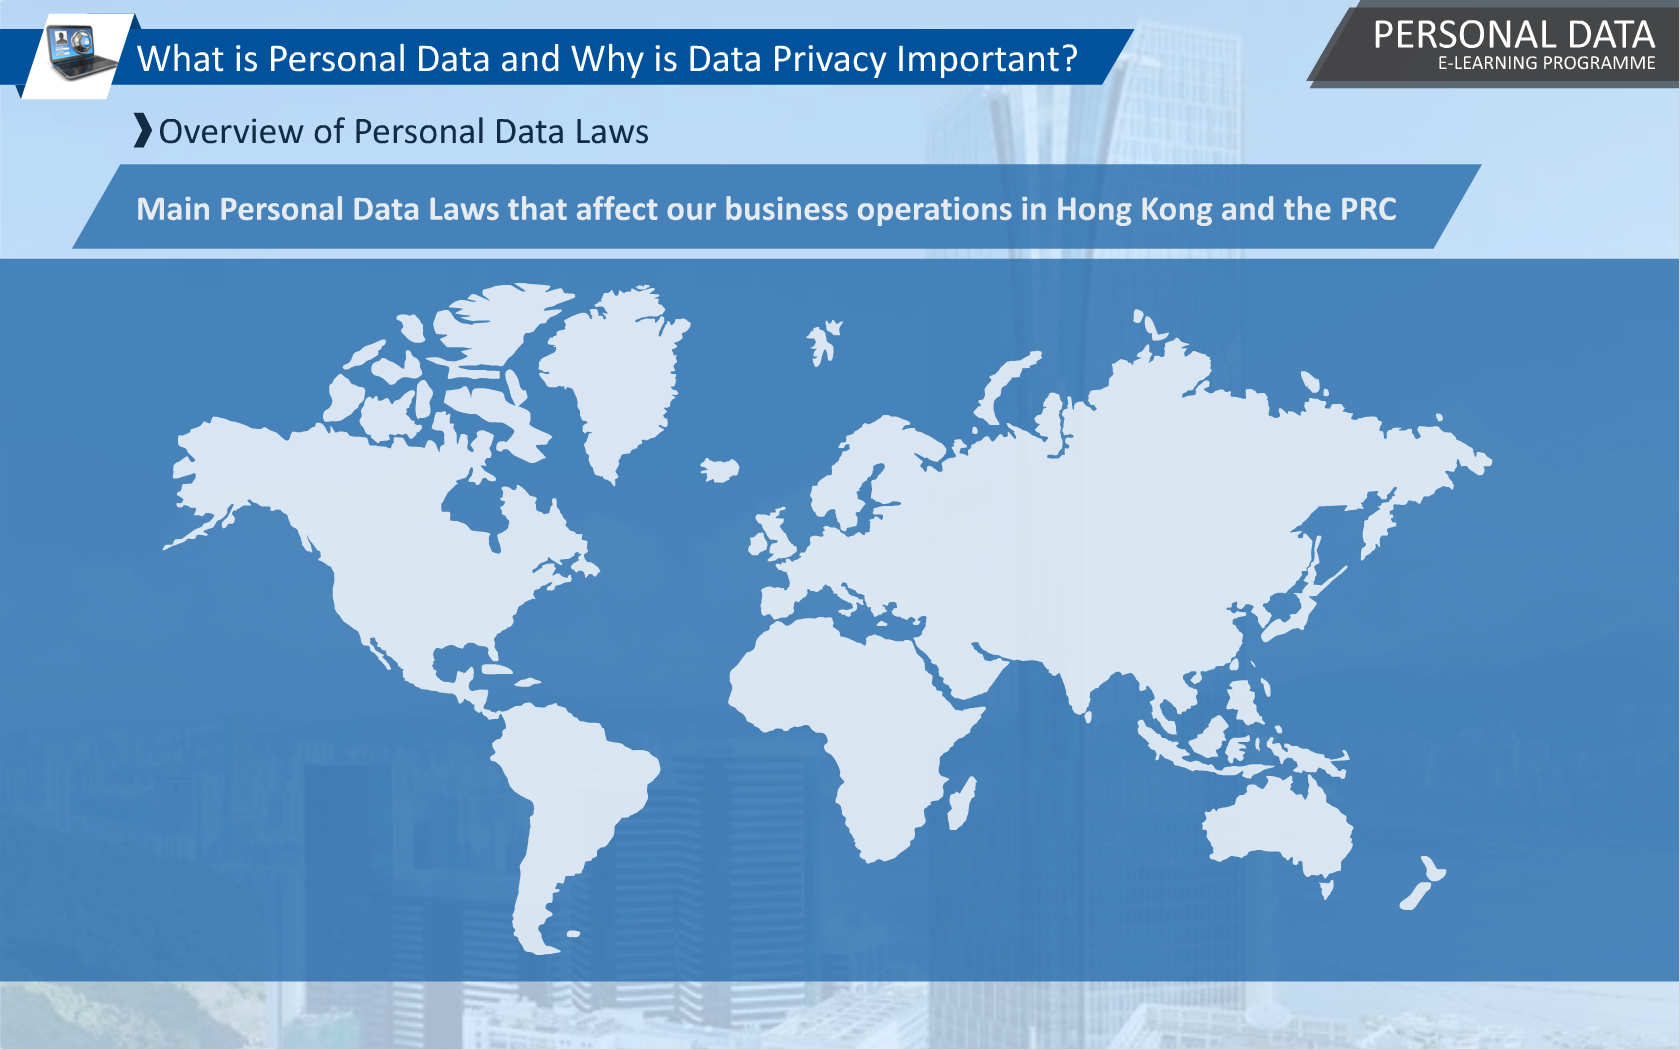 What is Personal Data and Why is Data Privacy Important?
PERSONAL DATA
E-LEARNING PROGRAMME
Overview of Personal Data Laws
Main Personal Data Laws that affect our business operations in Hong Kong and the PRC